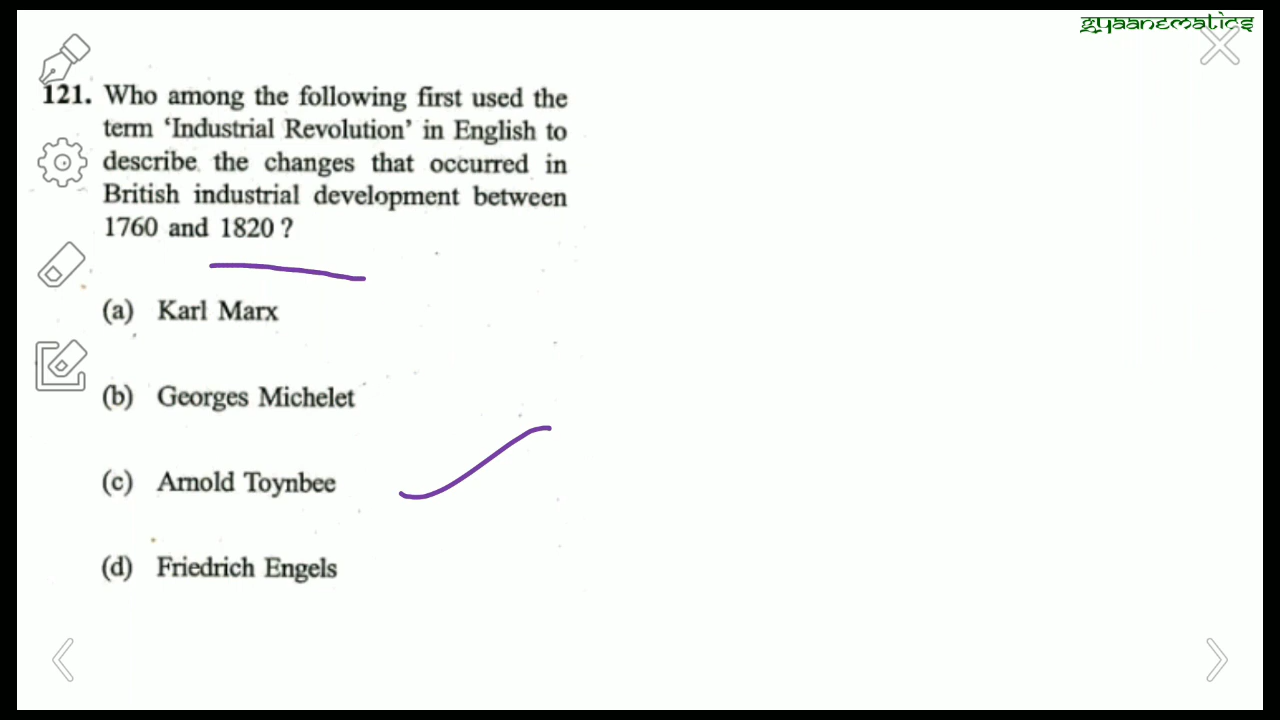 gyaanematics
121. Who among the following first used the
term ‘Industrial Revolution’ in English to
describe the changes that occurred in
British industrial development between
1760 and 1820 ?
(a) Karl Marx
(b) Georges Michelet
(c) Arnold Toynbee
(d) Friedrich Engels